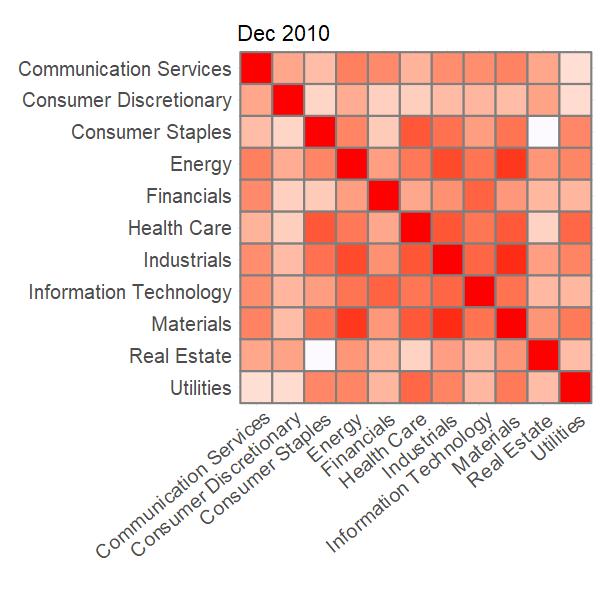 Dec 2010
Communication Services
Consumer Discretionary
Consumer Staples
Energy
Financials
Health Care
Industrials
Information Technology
Materials
Real Estate
Utilities
Communication Services
Consumer Discretionary
Consumer Staples
Energy
Financials
Health Care
Industrials
Information Technology
Materials
Real Estate
Utilities